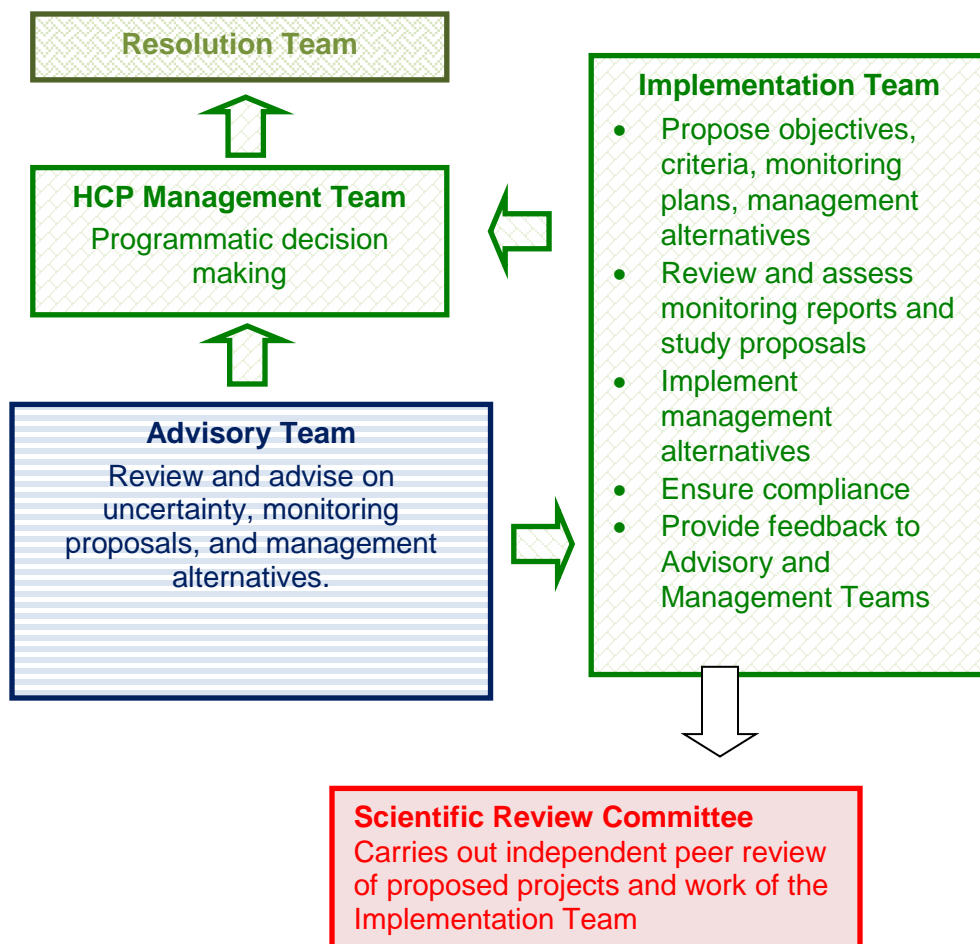 Resolution Team
HCP Management Team
Programmatic decision
making
Advisory Team
Review and advise on
uncertainty, monitoring
proposals, and management
alternatives.
Implementation Team
• Propose objectives,
criteria, monitoring
plans, management
alternatives
• Review and assess
monitoring reports and
study proposals
• Implement
management
alternatives
• Ensure compliance
• Provide feedback to
Advisory and
Management Teams
Scientific Review Committee
Carries out independent peer review
of proposed projects and work of the
Implementation Team